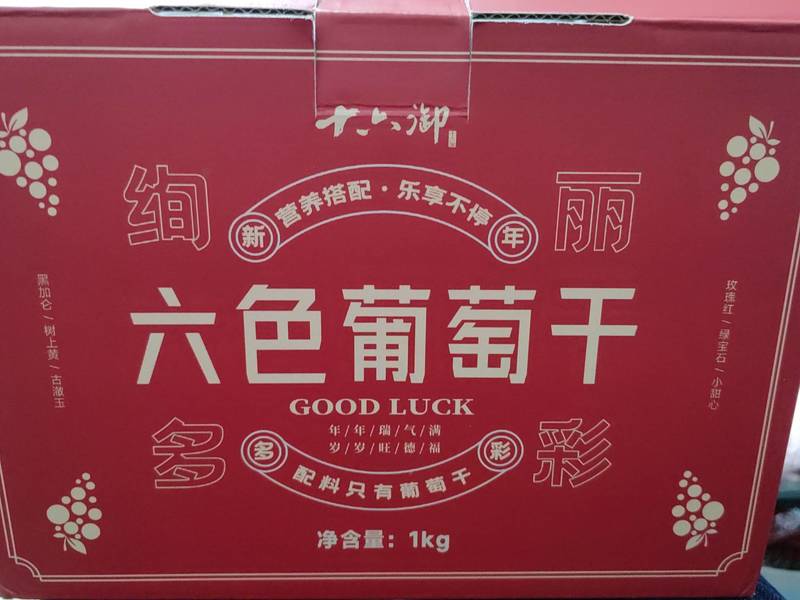 十六御
绚丽
新 营养搭配·乐享不停 年
六色葡萄干
GOOD LUCK
年/年/瑞/气/满
岁/岁/旺/德/福
多彩
多 配料只有葡萄干 彩
净含量：1kg
黑加仑/树上黄/古澈玉
玫瑰红/绿宝石/小甜心